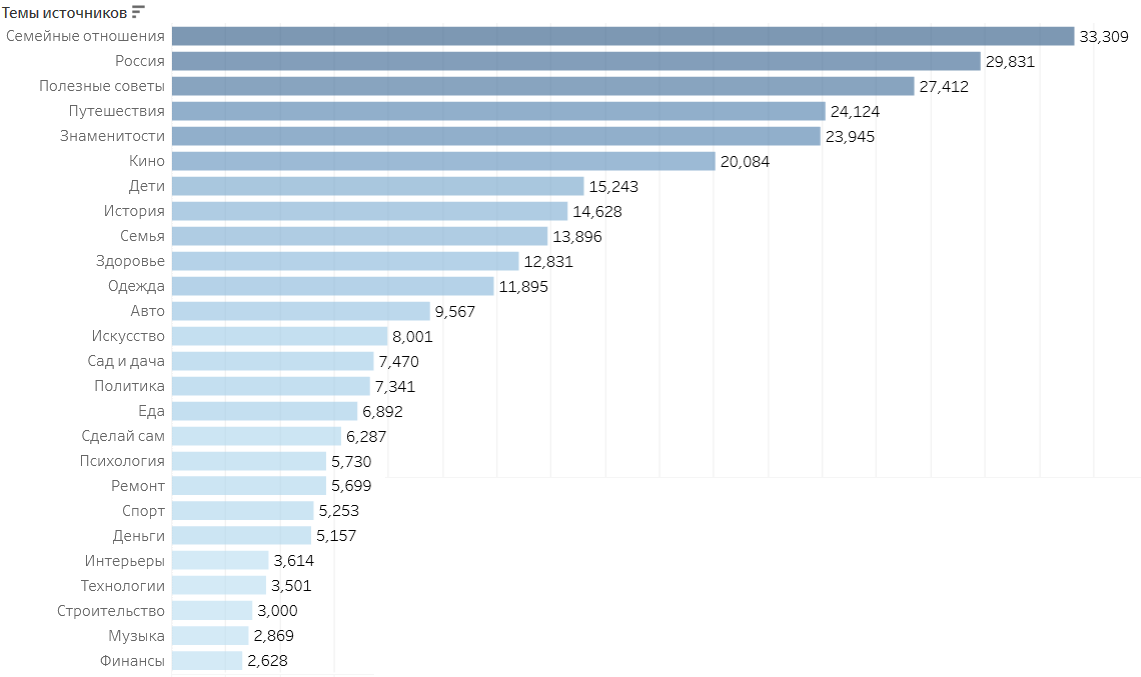 Темы источников
Семейные отношения 33,309
Россия 29,831
Полезные советы 27,412
Путешествия 24,124
Знаменитости 23,945
Кино 20,084
Дети 15,243
История 14,628
Семья 13,896
Здоровье 12,831
Одежда 11,895
Авто 9,567
Искусство 8,001
Сад и дача 7,470
Политика 7,341
Еда 6,892
Сделай сам 6,287
Психология 5,730
Ремонт 5,699
Спорт 5,253
Деньги 5,157
Интерьеры 3,614
Технологии 3,501
Строительство 3,000
Музыка 2,869
Финансы 2,628